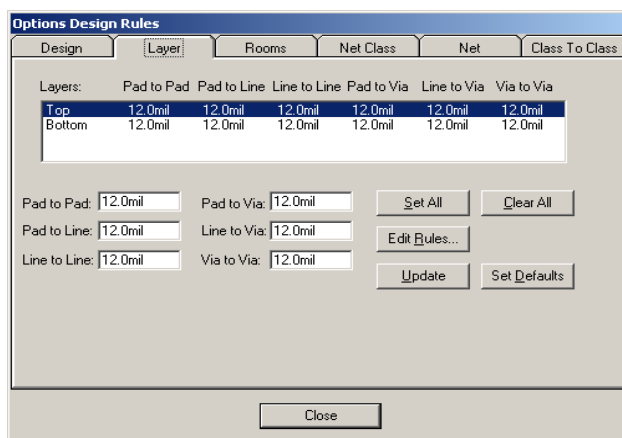 Options Design Rules
Design Layer Rooms Net Class Net Class To Class
Layers: Pad to Pad Pad to Line Line to Line Pad to Via Line to Via Via to Via
Top 12.0mil 12.0mil 12.0mil 12.0mil 12.0mil 12.0mil
Bottom 12.0mil 12.0mil 12.0mil 12.0mil 12.0mil 12.0mil
Pad to Pad: 12.0mil Pad to Via: 12.0mil Set All Clear All
Pad to Line: 12.0mil Line to Via: 12.0mil Edit Rules...
Line to Line: 12.0mil Via to Via: 12.0mil Update Set Defaults
Close